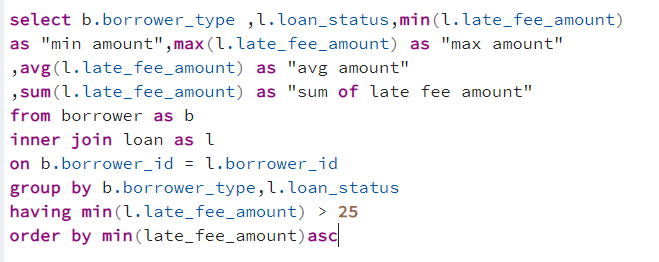 select b.borrower_type ,l.loan_status,min(l.late_fee_amount)
as "min amount",max(l.late_fee_amount) as "max amount"
,avg(l.late_fee_amount) as "avg amount"
,sum(l.late_fee_amount) as "sum of late fee amount"
from borrower as b
inner join loan as l
on b.borrower_id = l.borrower_id
group by b.borrower_type,l.loan_status
having min(l.late_fee_amount) > 25
order by min(late_fee_amount)asc